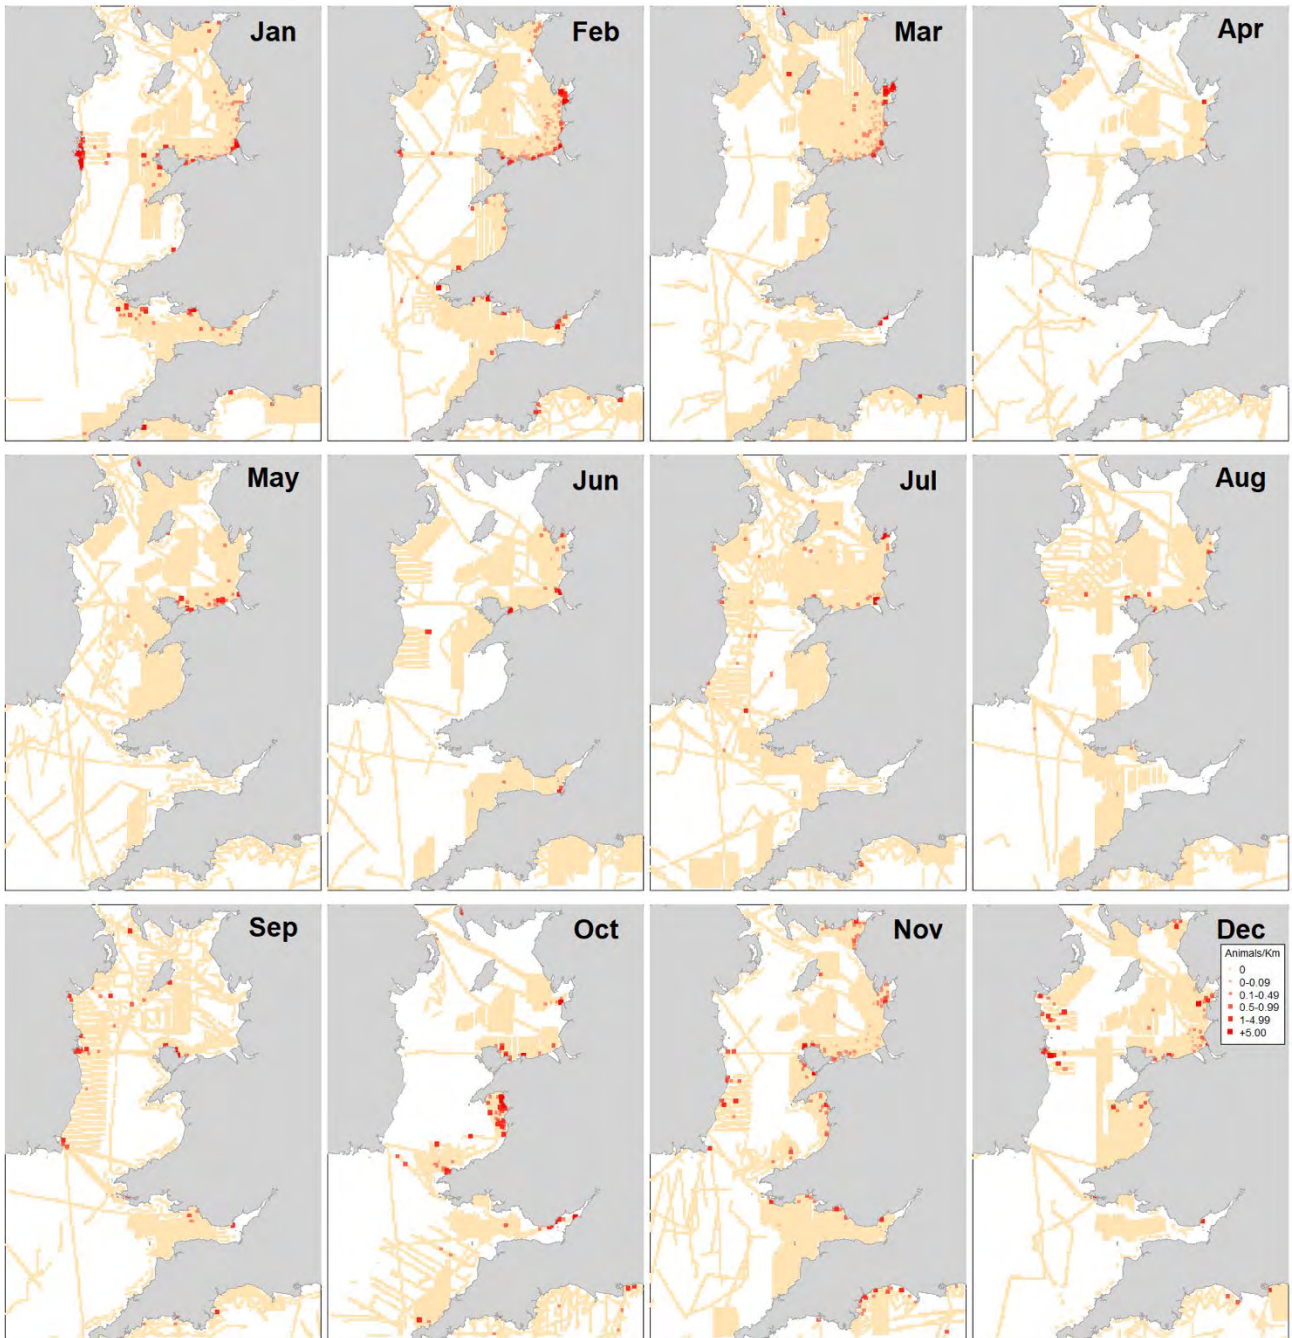 Jan
Feb
Mar
Apr
May
Jun
Jul
Aug
Sep
Oct
Nov
Dec
Animals/Km
0
0-0.09
0.1-0.49
0.5-0.99
1-4.99
+5.00